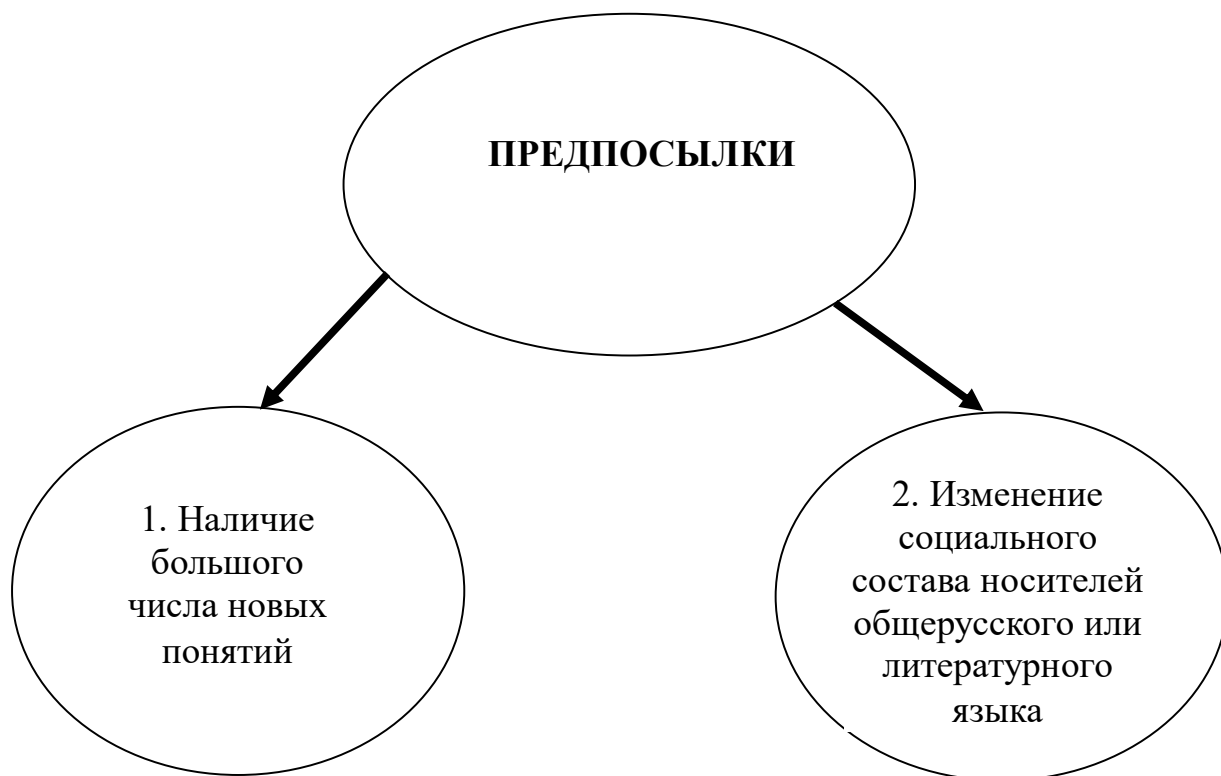 ПРЕДПОСЫЛКИ
1. Наличие
большого
числа новых
понятий
2. Изменение
социального
состава носителей
общерусского или
литературного
языка